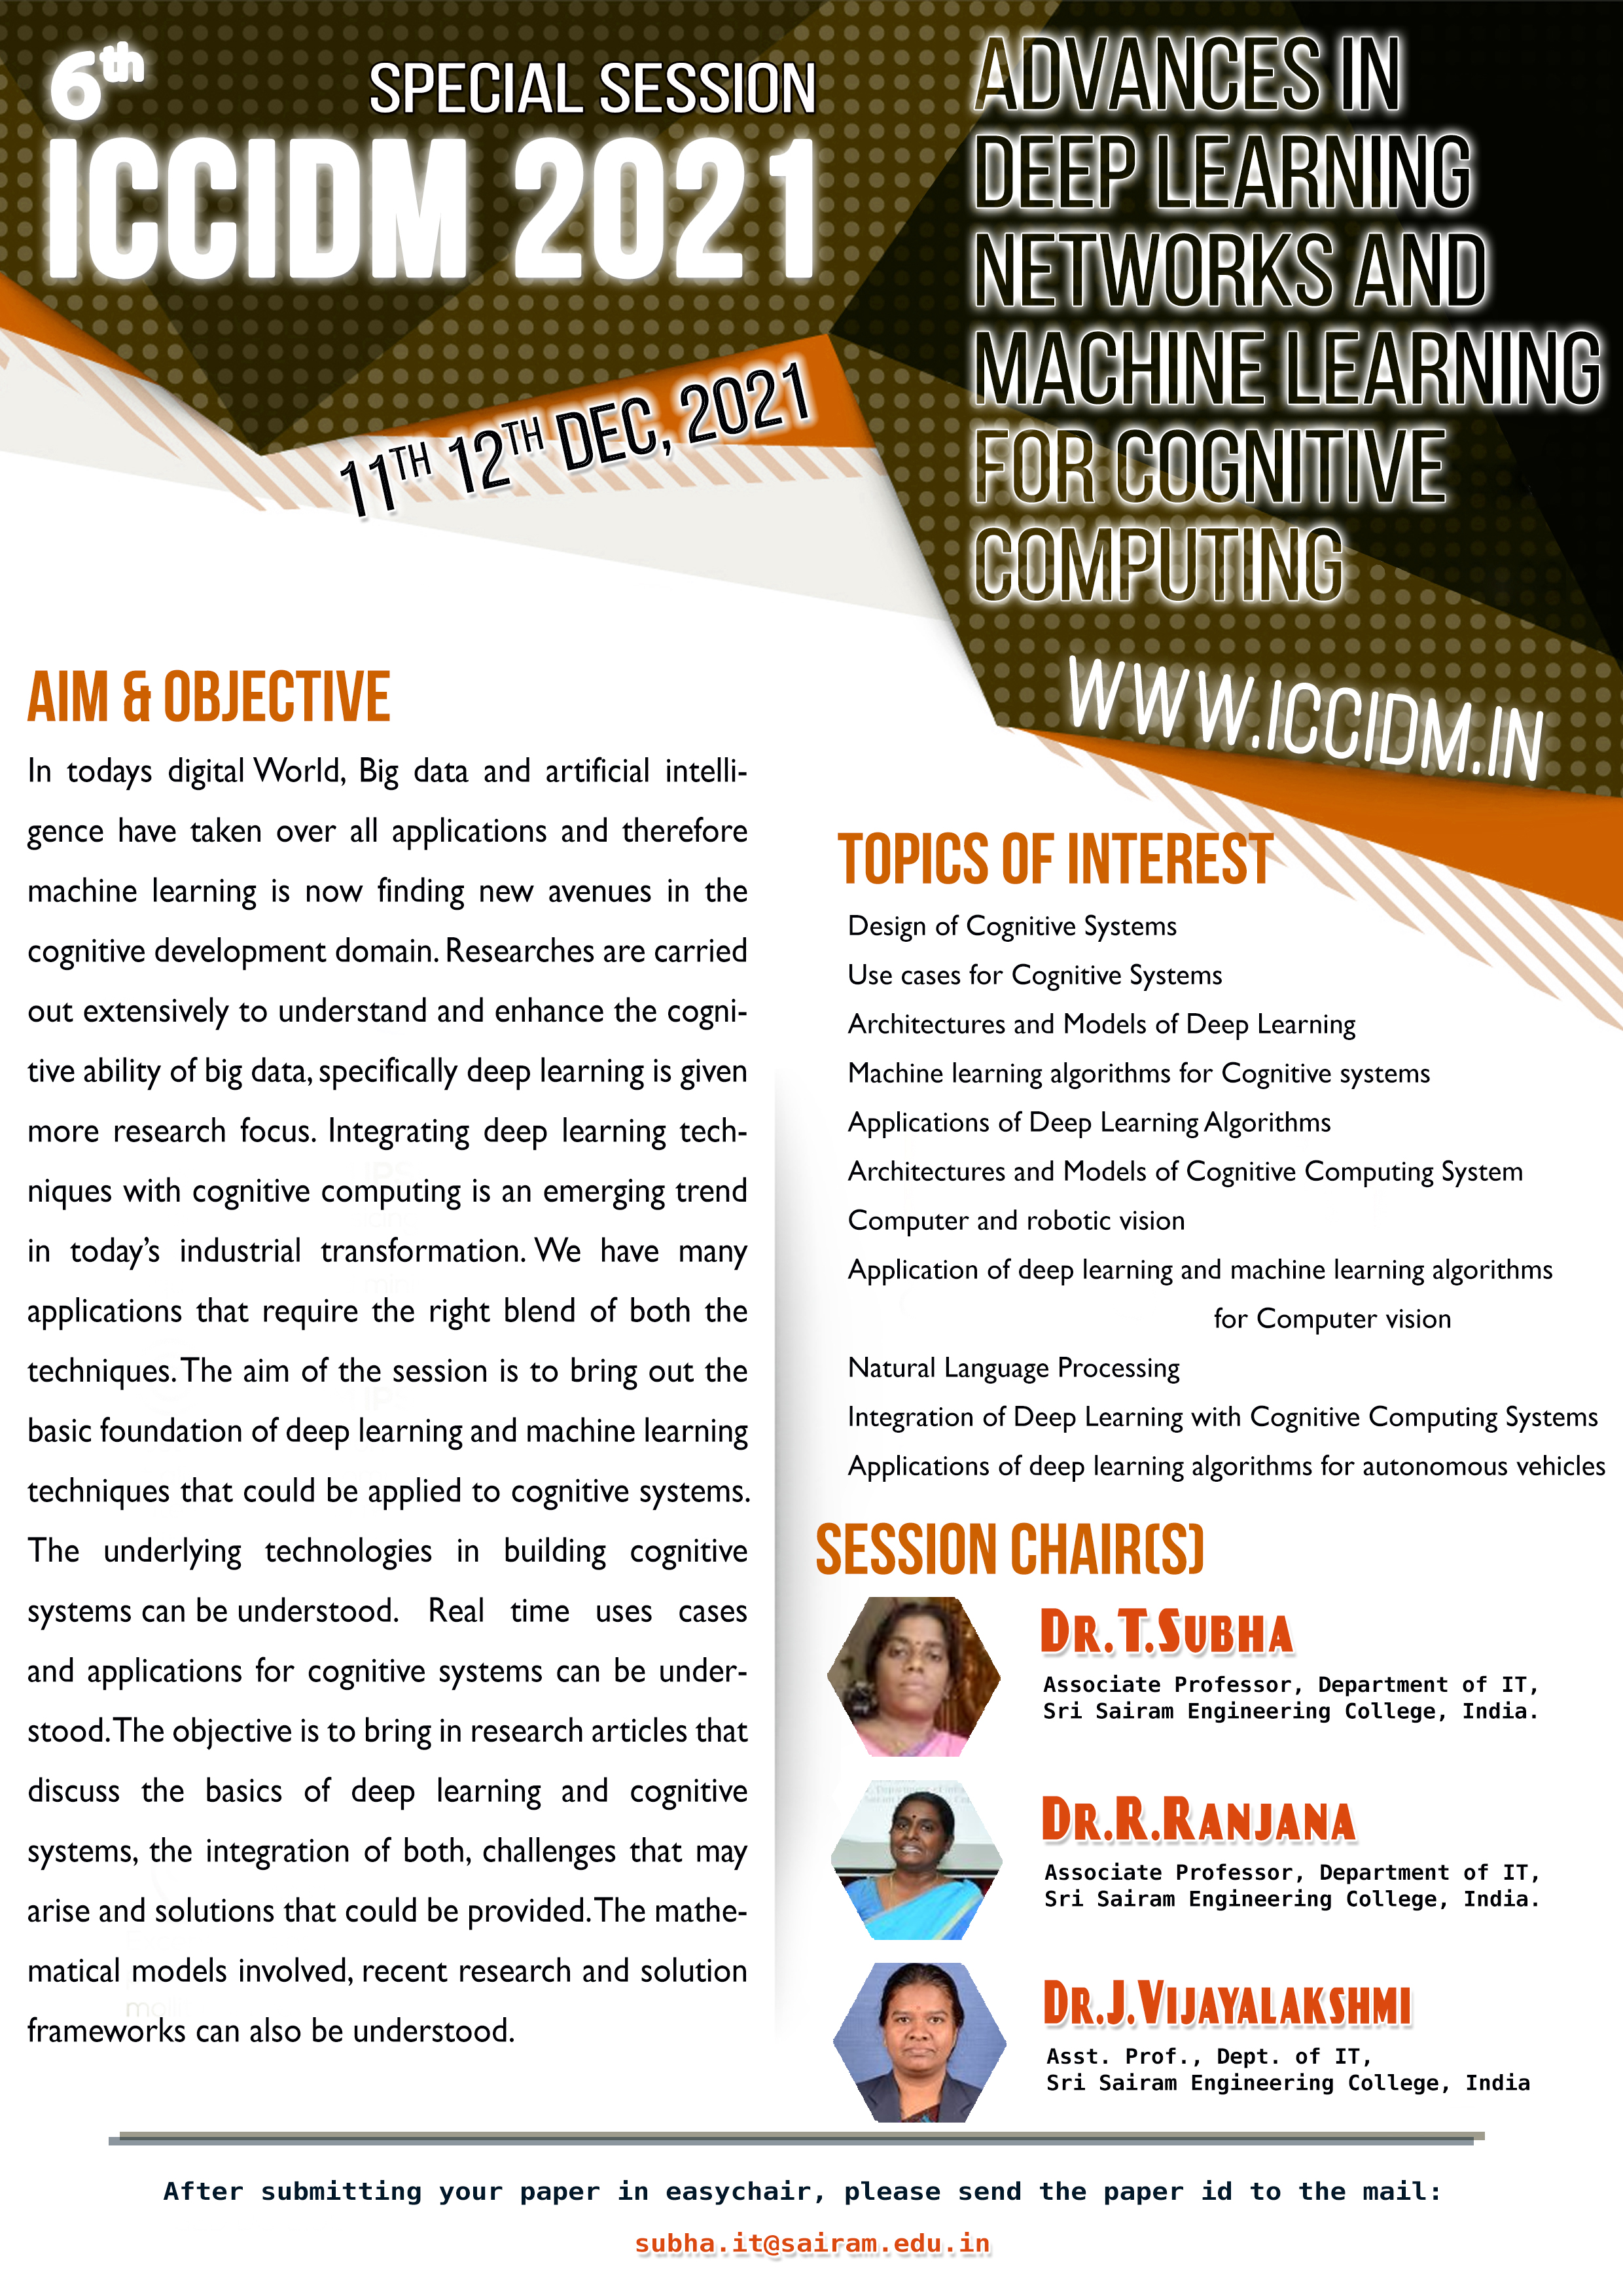 6th
SPECIAL SESSION
ICCIDM 2021
11TH 12TH DEC, 2021
ADVANCES IN
DEEP LEARNING
NETWORKS AND
MACHINE LEARNING
FOR COGNITIVE
COMPUTING
WWW.ICCIDM.IN
AIM & OBJECTIVE
In todays digital World, Big data and artificial intelli-
gence have taken over all applications and therefore
machine learning is now finding new avenues in the
cognitive development domain. Researches are carried
out extensively to understand and enhance the cogni-
tive ability of big data, specifically deep learning is given
more research focus. Integrating deep learning tech-
niques with cognitive computing is an emerging trend
in today's industrial transformation. We have many
applications that require the right blend of both the
techniques. The aim of the session is to bring out the
basic foundation of deep learning and machine learning
techniques that could be applied to cognitive systems.
The underlying technologies in building cognitive
systems can be understood. Real time uses cases
and applications for cognitive systems can be under-
stood. The objective is to bring in research articles that
discuss the basics of deep learning and cognitive
systems, the integration of both, challenges that may
arise and solutions that could be provided. The mathe-
matical models involved, recent research and solution
frameworks can also be understood.
TOPICS OF INTEREST
Design of Cognitive Systems
Use cases for Cognitive Systems
Architectures and Models of Deep Learning
Machine learning algorithms for Cognitive systems
Applications of Deep Learning Algorithms
Architectures and Models of Cognitive Computing System
Computer and robotic vision
Application of deep learning and machine learning algorithms
for Computer vision
Natural Language Processing
Integration of Deep Learning with Cognitive Computing Systems
Applications of deep learning algorithms for autonomous vehicles
SESSION CHAIR(S)
DR.T.SUBHA
Associate Professor, Department of IT,
Sri Sairam Engineering College, India.
DR.R.RANJANA
Associate Professor, Department of IT,
Sri Sairam Engineering College, India.
DR.J.VIJAYALAKSHMI
Asst. Prof., Dept. of IT,
Sri Sairam Engineering College, India
After submitting your paper in easychair, please send the paper id to the mail:
subha.it@sairam.edu.in